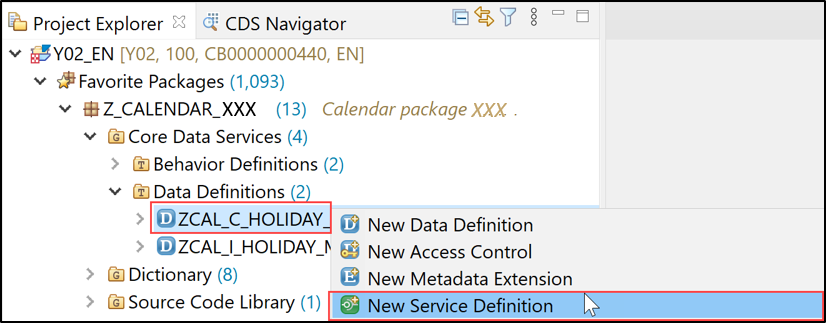 Project Explorer CDS Navigator
Y02_EN [Y02, 100, CB0000000440, EN]
Favorite Packages (1,093)
Z_CALENDAR_XXX (13) Calendar package XXX .
Core Data Services (4)
Behavior Definitions (2)
Data Definitions (2)
ZCAL_C_HOLIDAY_
New Data Definition
ZCAL_I_HOLIDAY_M
New Access Control
Dictionary (8)
New Metadata Extension
Source Code Library (1)
New Service Definition